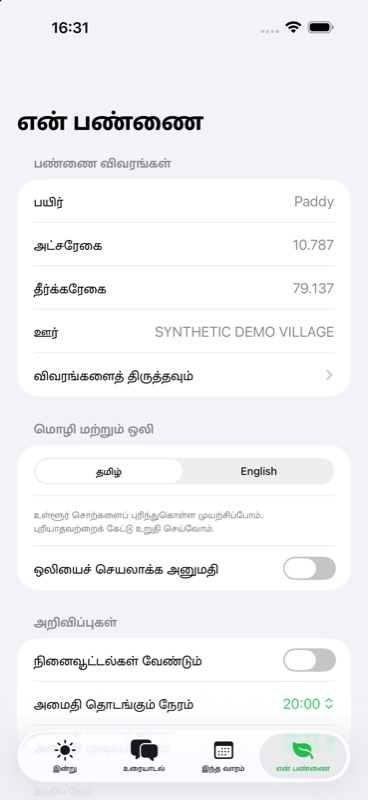 16:31
என் பண்ணை
பண்ணை விவரங்கள்
பயிர் Paddy
அட்சரேகை 10.787
தீர்க்கரேகை 79.137
ஊர் SYNTHETIC DEMO VILLAGE
விவரங்களைத் திருத்தவும்
மொழி மற்றும் ஒலி
தமிழ் English
உள்ளூர் சொற்களைப் புரிந்துகொள்ள முயற்சிப்போம்.
புரியாதவற்றைக் கேட்டு உறுதி செய்வோம்.
ஒலியைச் செயலாக்க அனுமதி
அறிவிப்புகள்
நினைவூட்டல்கள் வேண்டும்
அமைதி தொடங்கும் நேரம் 20:00
இன்று உரையாடல் இந்த வாரம் என் பண்ணை
இந்திய நேரம்